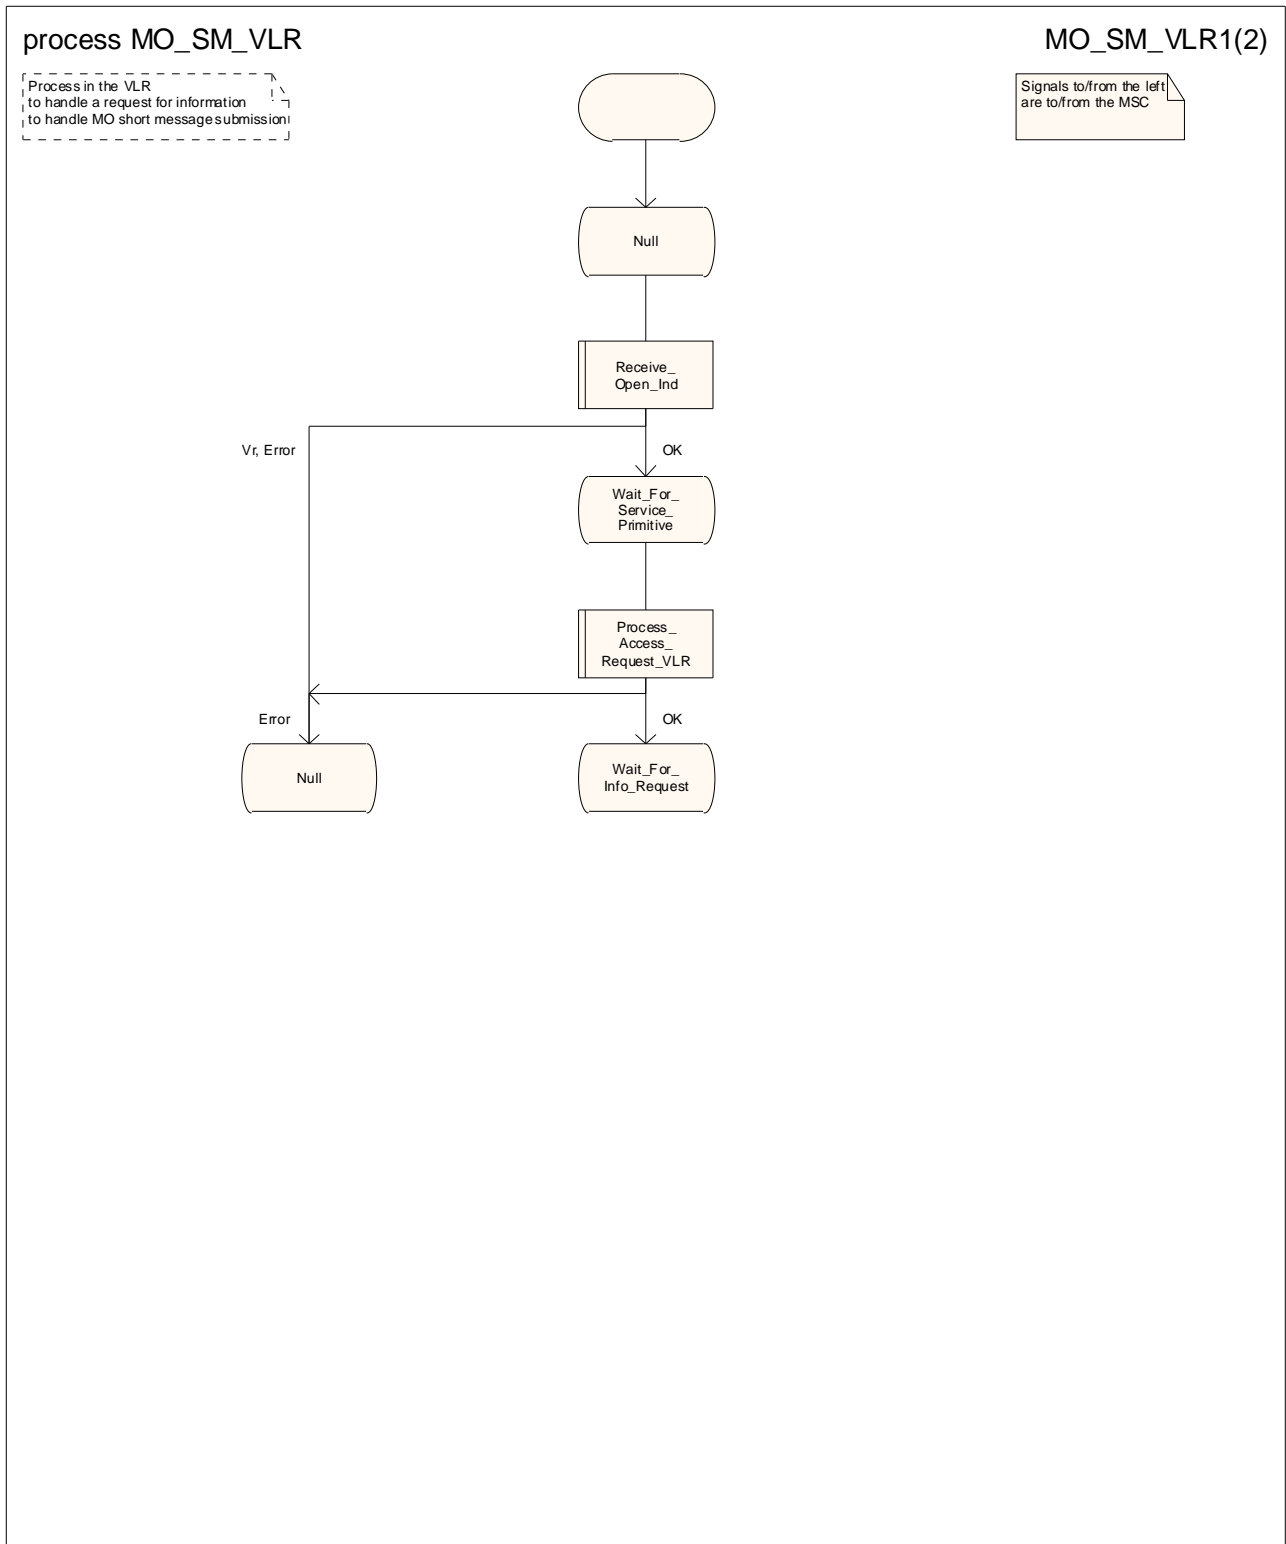 process MO_SM_VLR
MO_SM_VLR1(2)
Process in the VLR
to handle a request for information
to handle MO short message submission
Signals to/from the left
are to/from the MSC
Null
Receive_
Open_Ind
Vr, Error
OK
Wait_For_
Service_
Primitive
Process_
Access_
Request_VLR
Error
OK
Null
Wait_For_
Info_Request